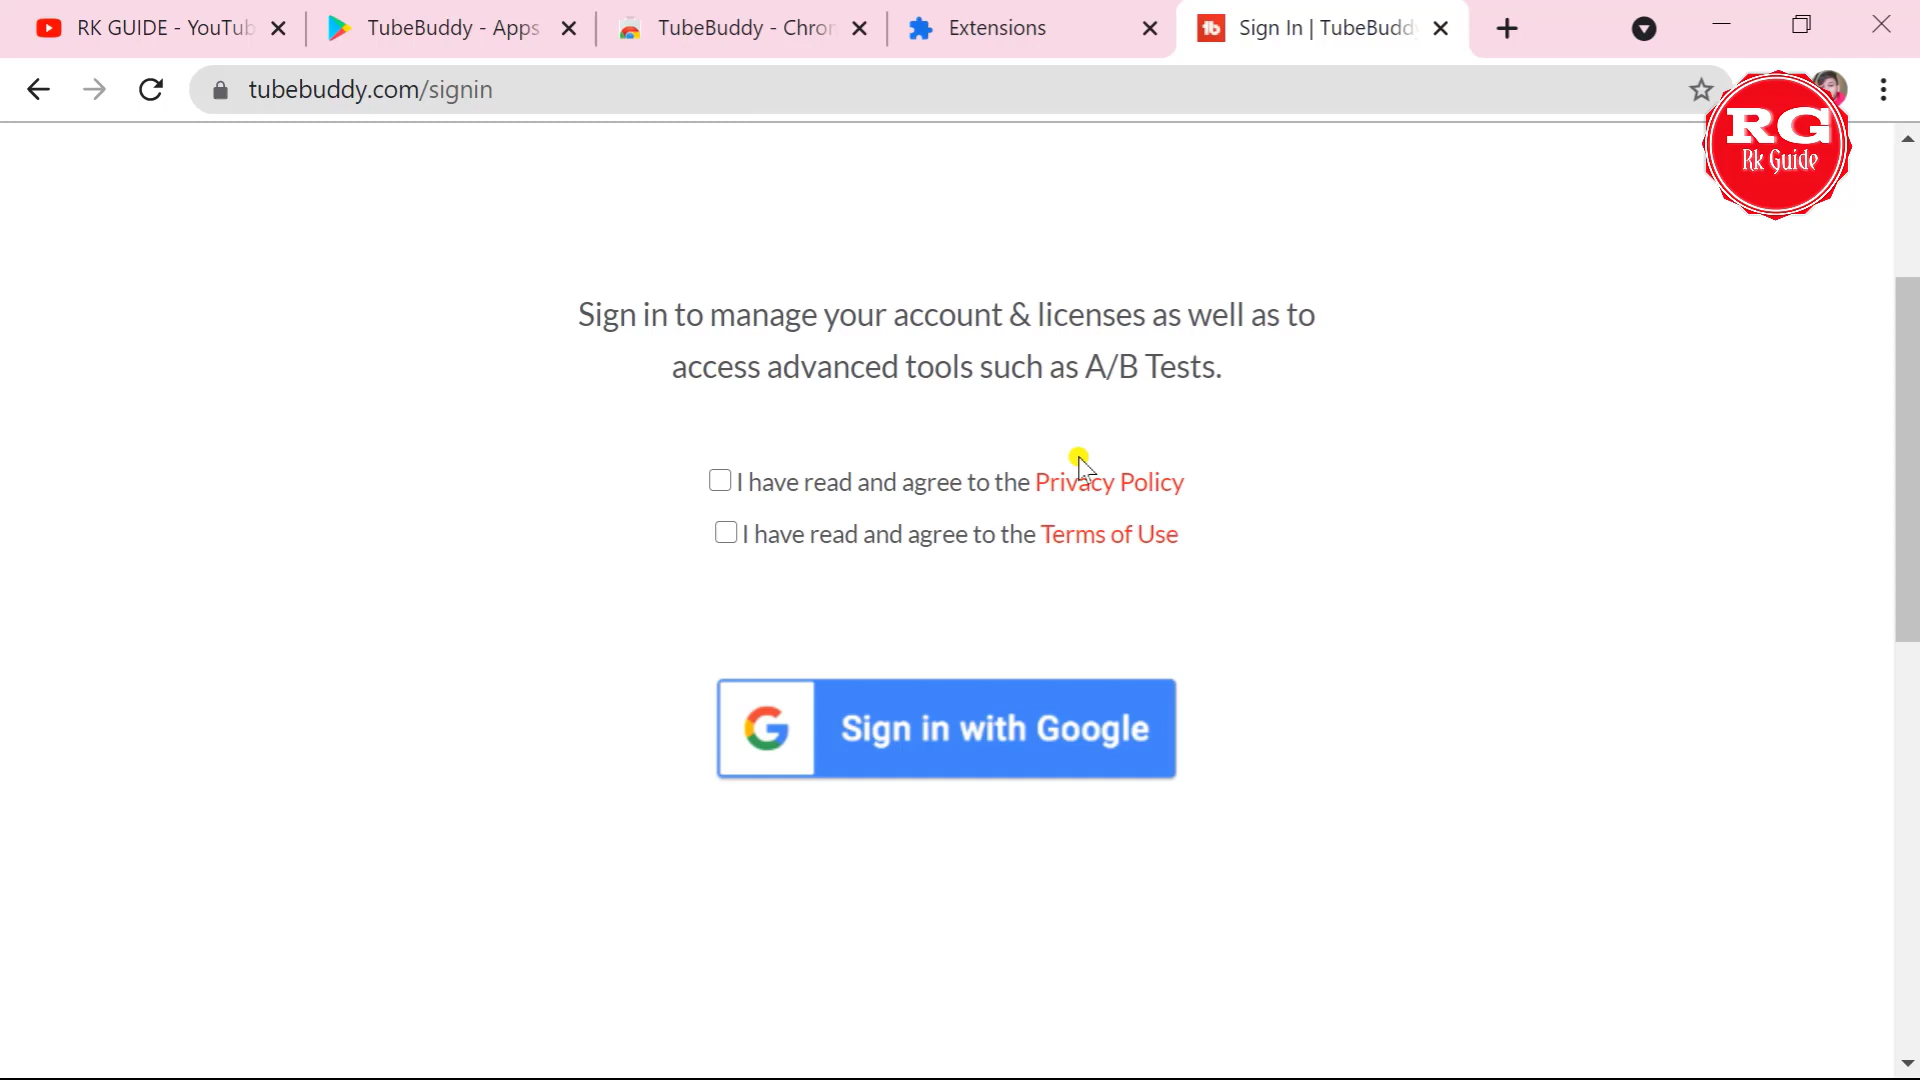 RK GUIDE - YouTub
TubeBuddy - Apps
TubeBuddy - Chror
Extensions
Sign In | TubeBuddy
tubebuddy.com/signin
RG
Rk Guide
Sign in to manage your account & licenses as well as to
access advanced tools such as A/B Tests.
I have read and agree to the Privacy Policy
I have read and agree to the Terms of Use
Sign in with Google